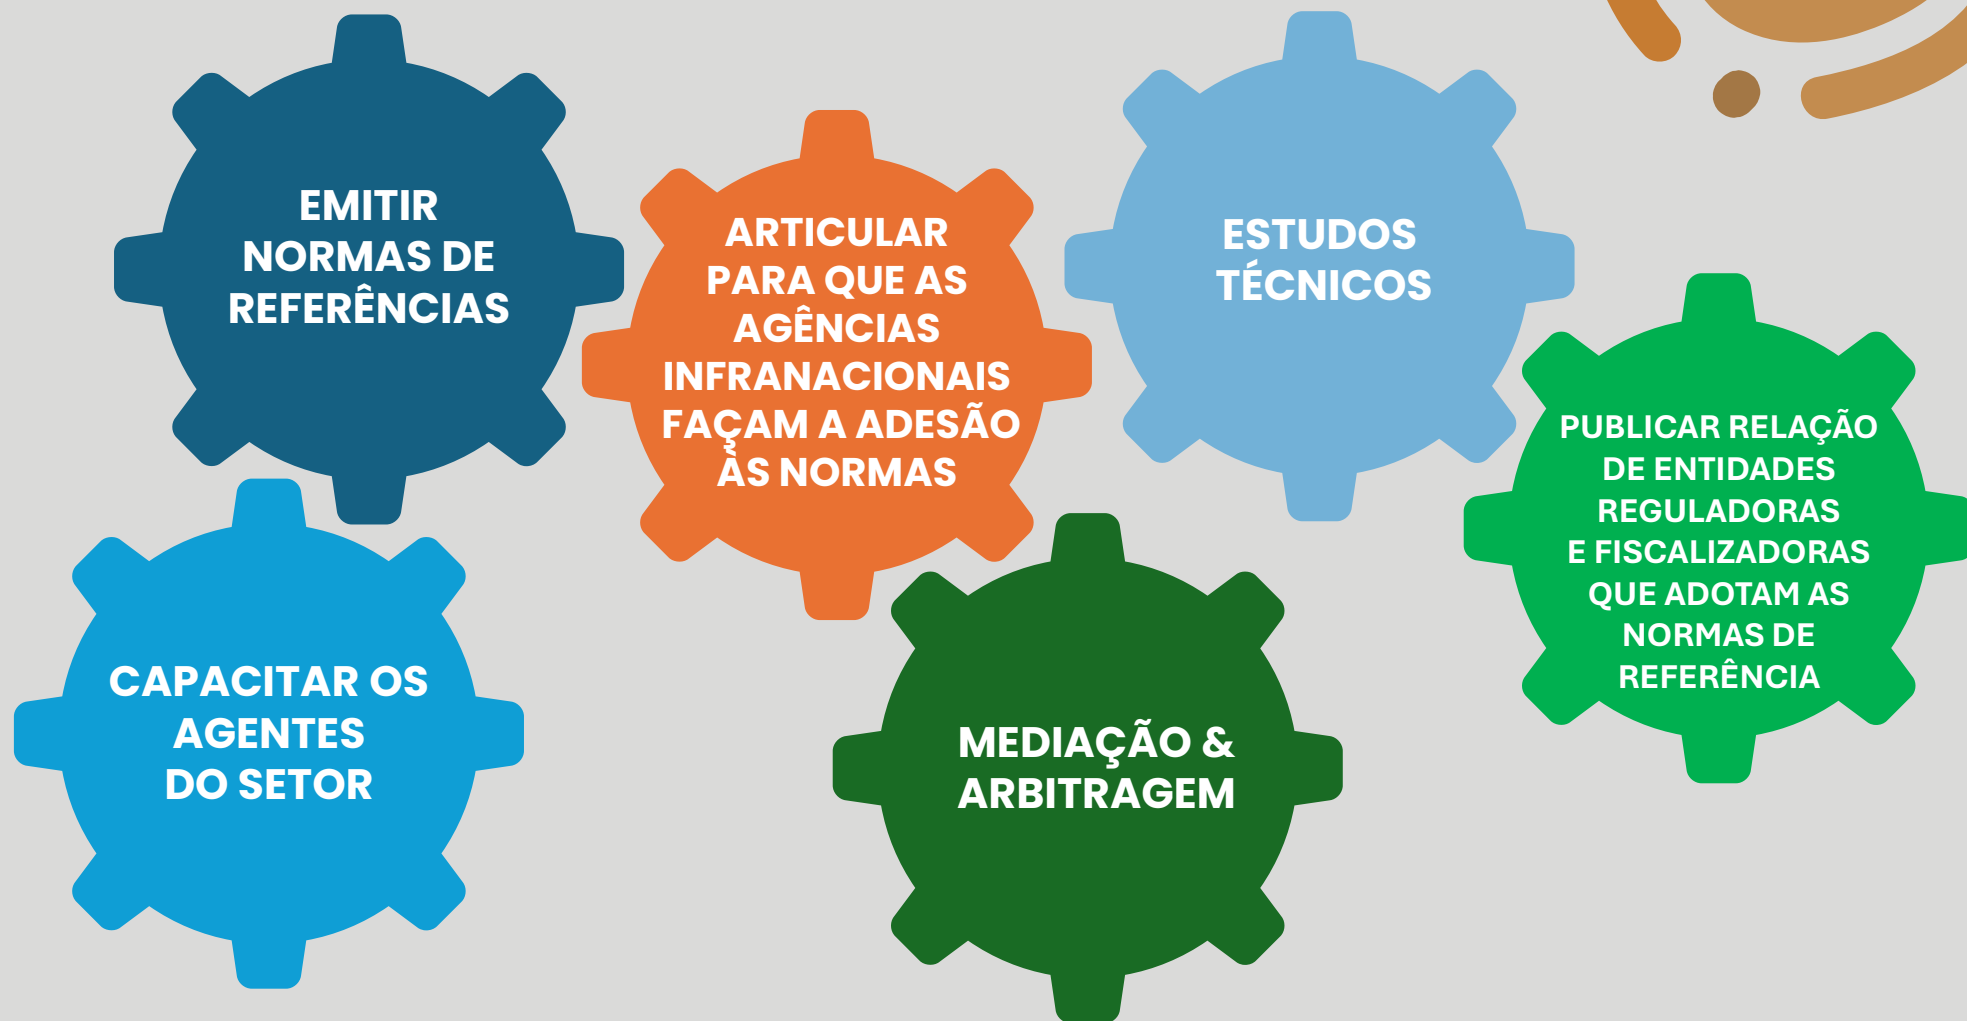 EMITIR
NORMAS DE
REFERÊNCIAS
ARTICULAR
PARA QUE AS
AGÊNCIAS
INFRANACIONAIS
FAÇAM A ADESÃO
ÀS NORMAS
ESTUDOS
TÉCNICOS
PUBLICAR RELAÇÃO
DE ENTIDADES
REGULADORAS
E FISCALIZADORAS
QUE ADOTAM AS
NORMAS DE
REFERÊNCIA
CAPACITAR OS
AGENTES
DO SETOR
MEDIAÇÃO &
ARBITRAGEM